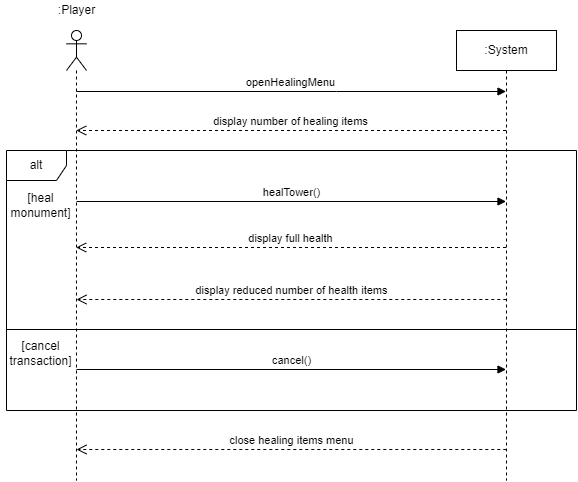 :Player
:System
openHealingMenu
display number of healing items
alt
[heal
monument]
healTower()
display full health
display reduced number of health items
[cancel
transaction]
cancel()
close healing items menu